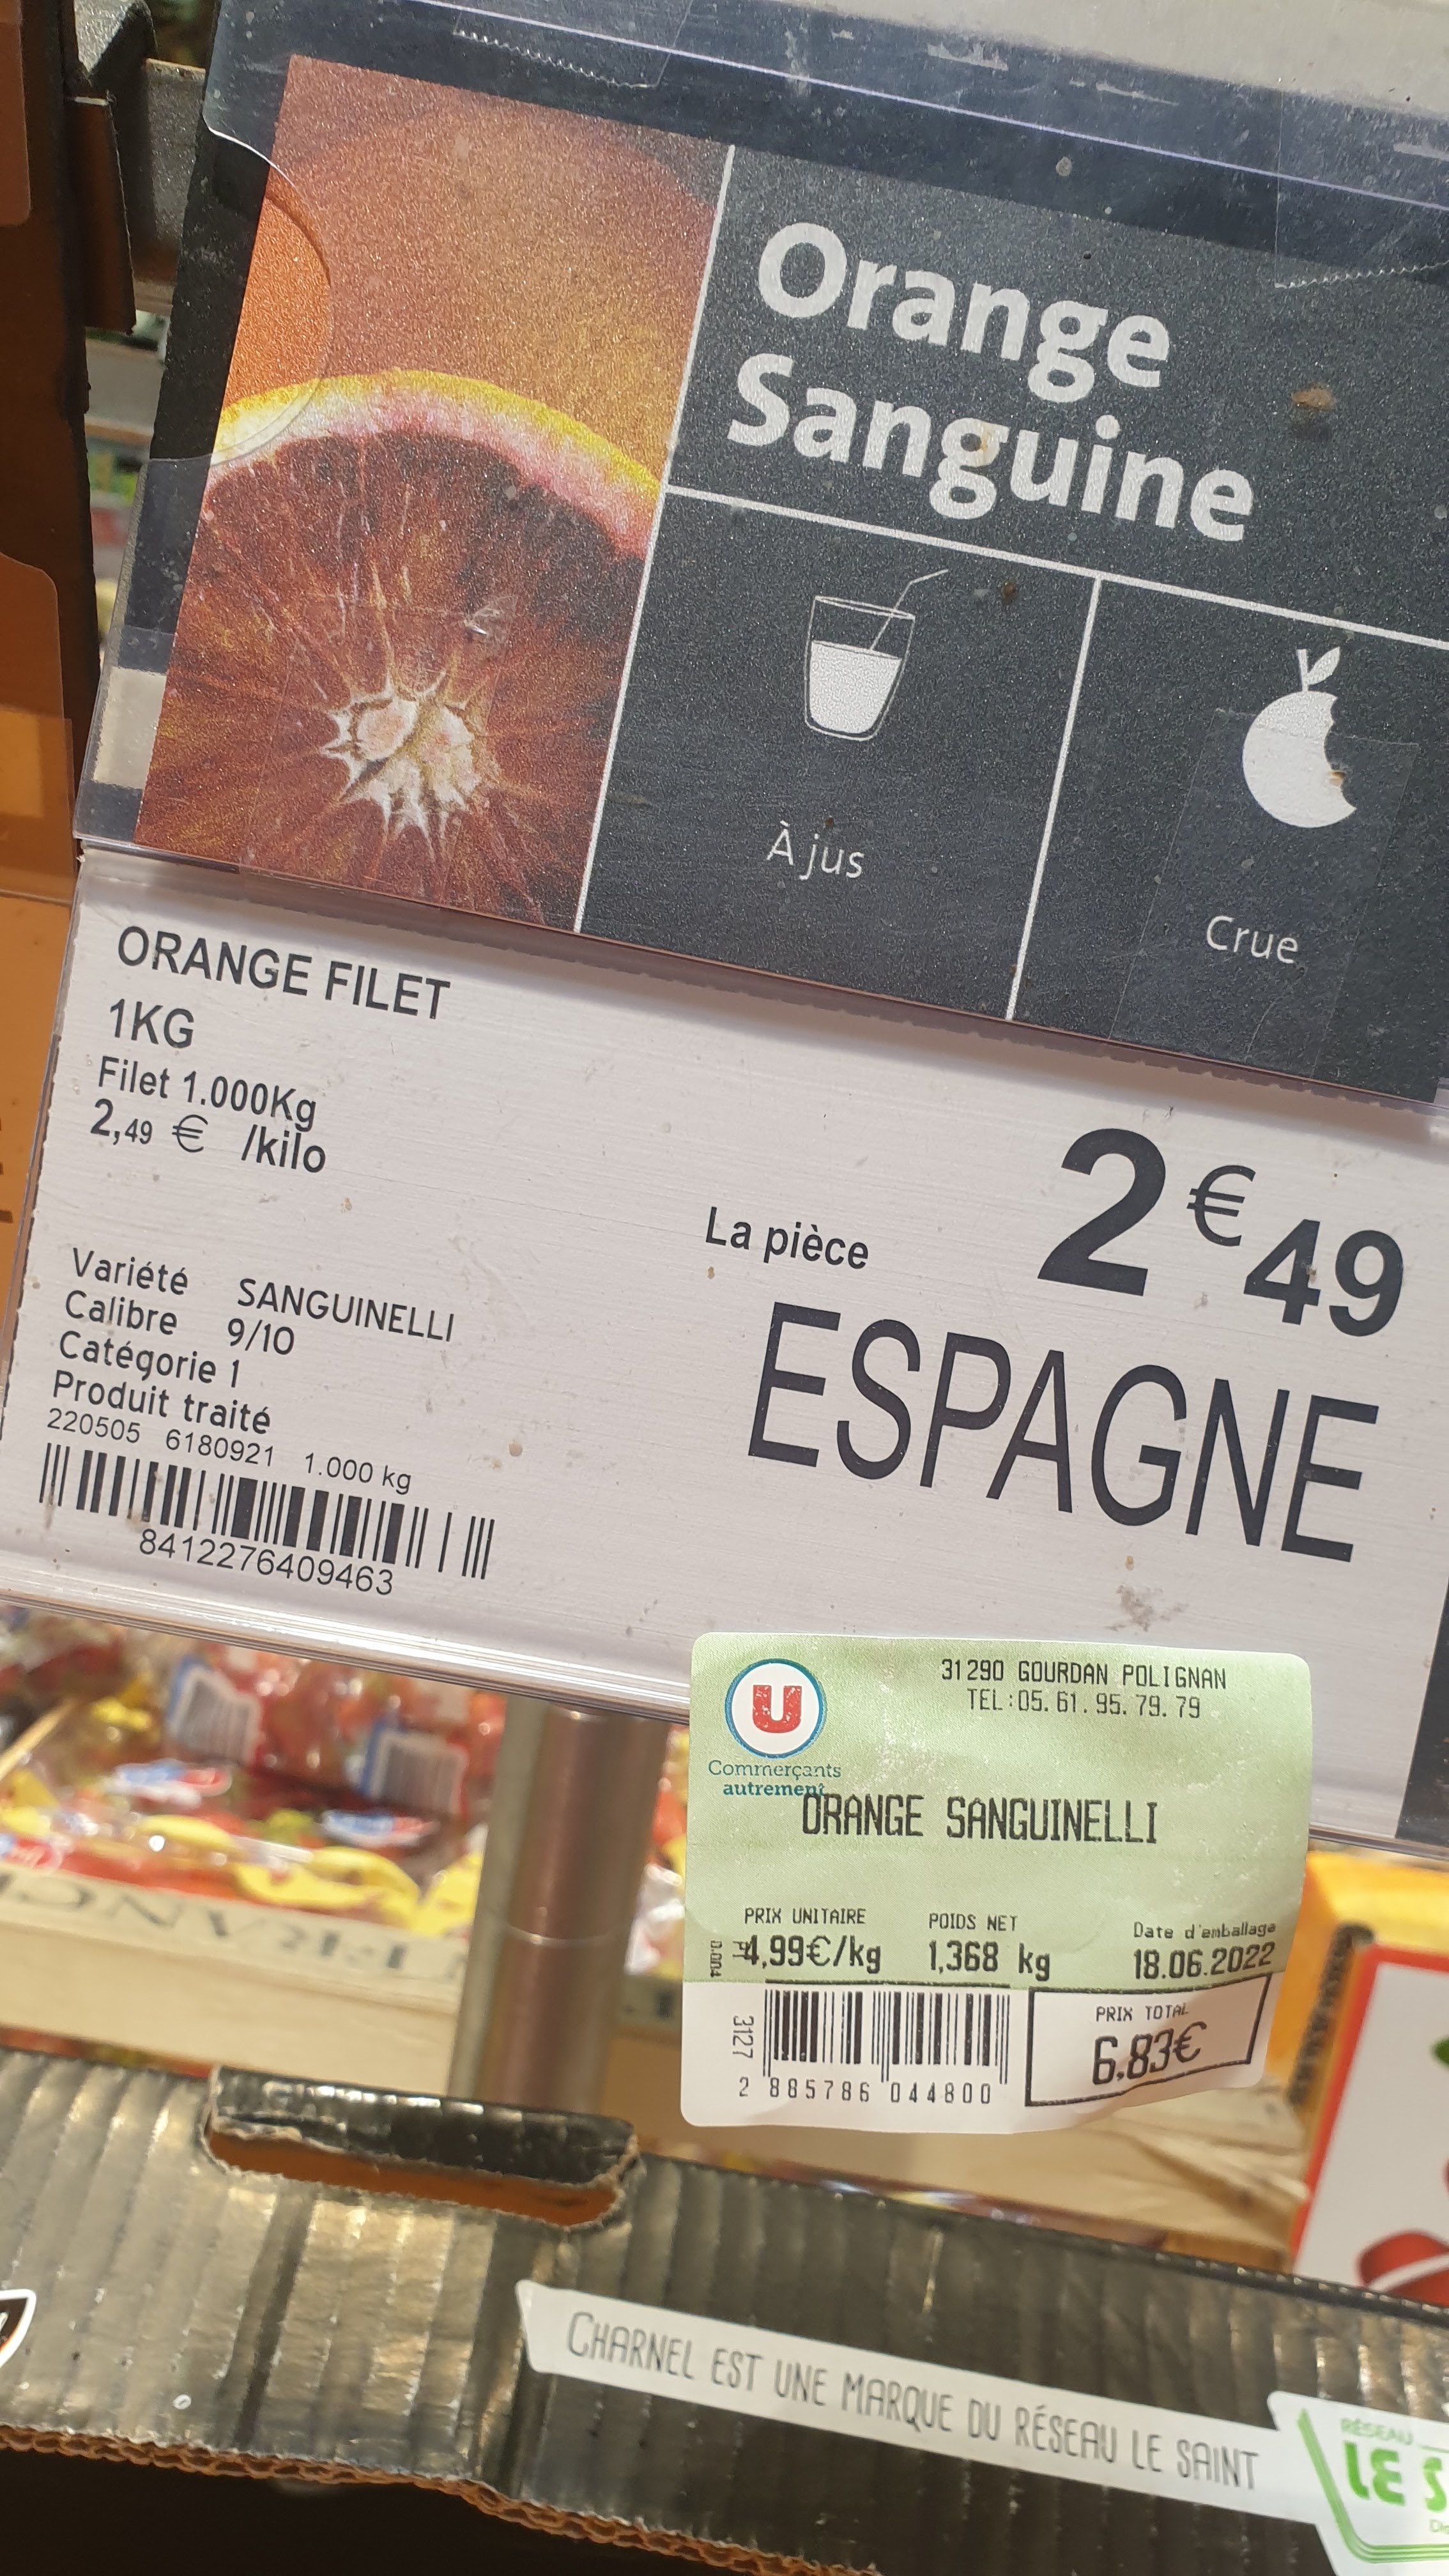 Orange
Sanguine
À jus
Crue
ORANGE FILET
1KG
Filet 1.000Kg
2,49 € /kilo
La pièce
2€49
ESPAGNE
Variété SANGUINELLI
Calibre 9/10
Catégorie 1
Produit traité
220505 6180921 1.000 kg
8412276409463
U
Commerçants
autrement
31290 GOURDAN POLIGNAN
TEL:05.61.95.79.79
ORANGE SANGUINELLI
PRIX UNITAIRE POIDS NET Date d'emballage
4,99€/kg 1,368 kg 18.06.2022
PRIX TOTAL
6,83€
3127
2 885786 044800
CHARNEL EST UNE MARQUE DU RÉSEAU LE SAINT
RÉSEAU
LE S